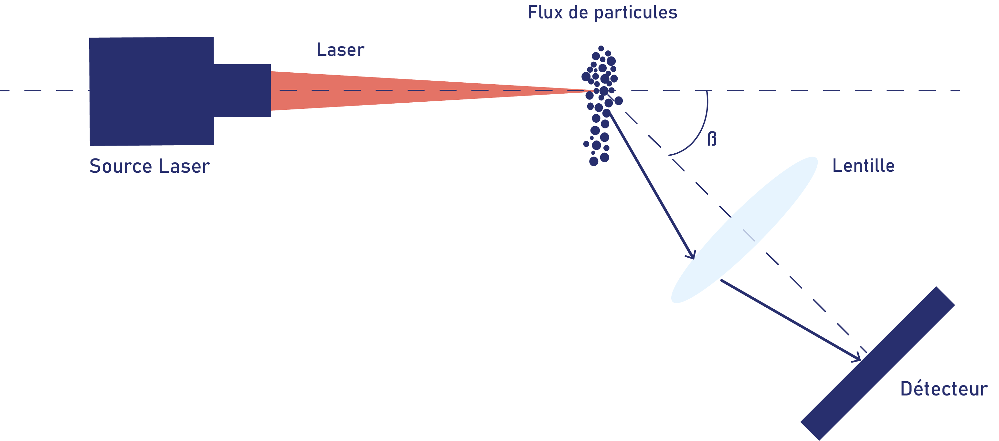 Flux de particules
Laser
Source Laser
ß
Lentille
Détecteur